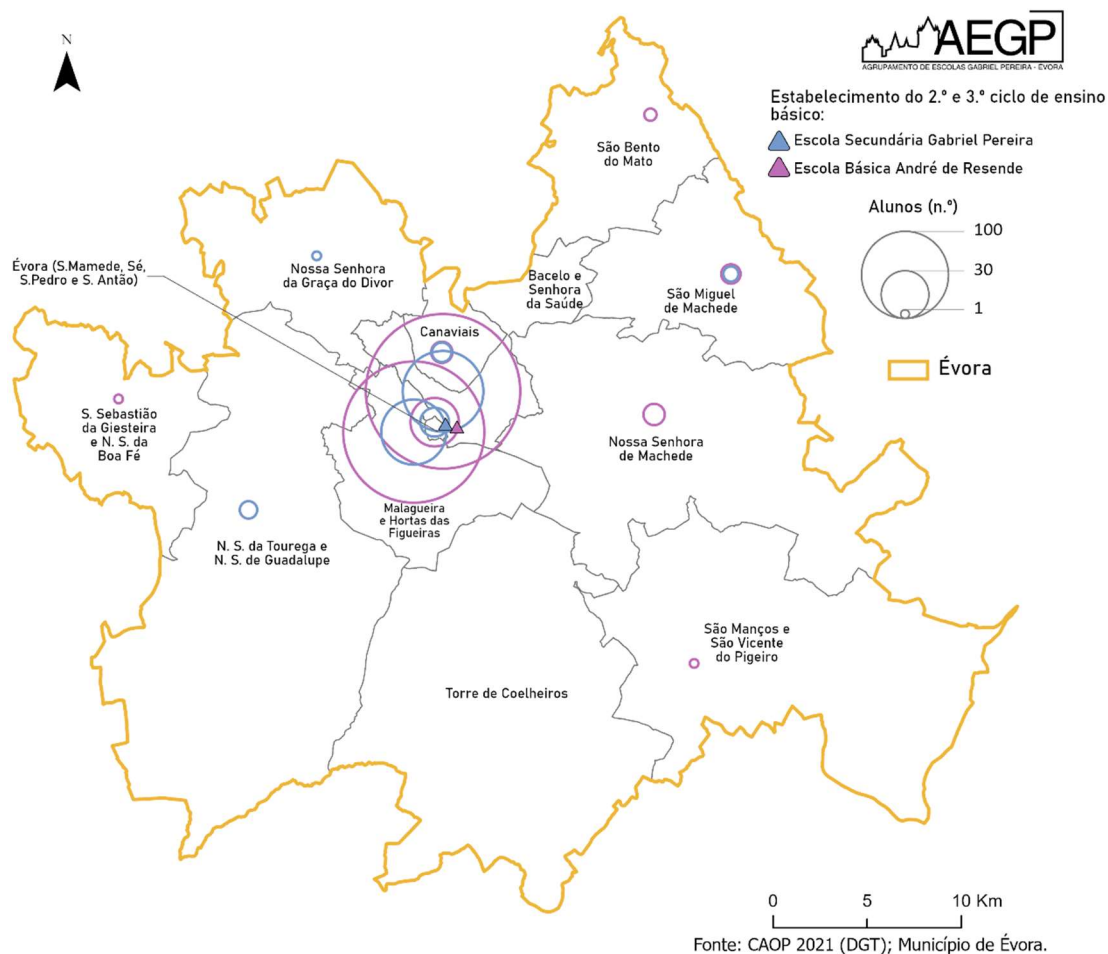 N
AEGP
AGRUPAMENTO DE ESCOLAS GABRIEL PEREIRA - ÉVORA
Estabelecimento do 2.º e 3.º ciclo de ensino
básico:
Escola Secundária Gabriel Pereira
Escola Básica André de Resende
Alunos (n.º)
100
30
1
Évora
São Bento
do Mato
Évora (S.Mamede, Sé,
S.Pedro e S. Antão)
Nossa Senhora
da Graça do Divor
Bacelo e
Senhora
da Saúde
São Miguel
de Machede
Canaviais
S. Sebastião
da Giesteira
e N. S. da
Boa Fé
Nossa Senhora
de Machede
Malagueira
e Hortas das
Figueiras
N. S. da Tourega e
N. S. de Guadalupe
São Manços e
São Vicente
do Pigeiro
Torre de Coelheiros
0 5 10 Km
Fonte: CAOP 2021 (DGT); Município de Évora.